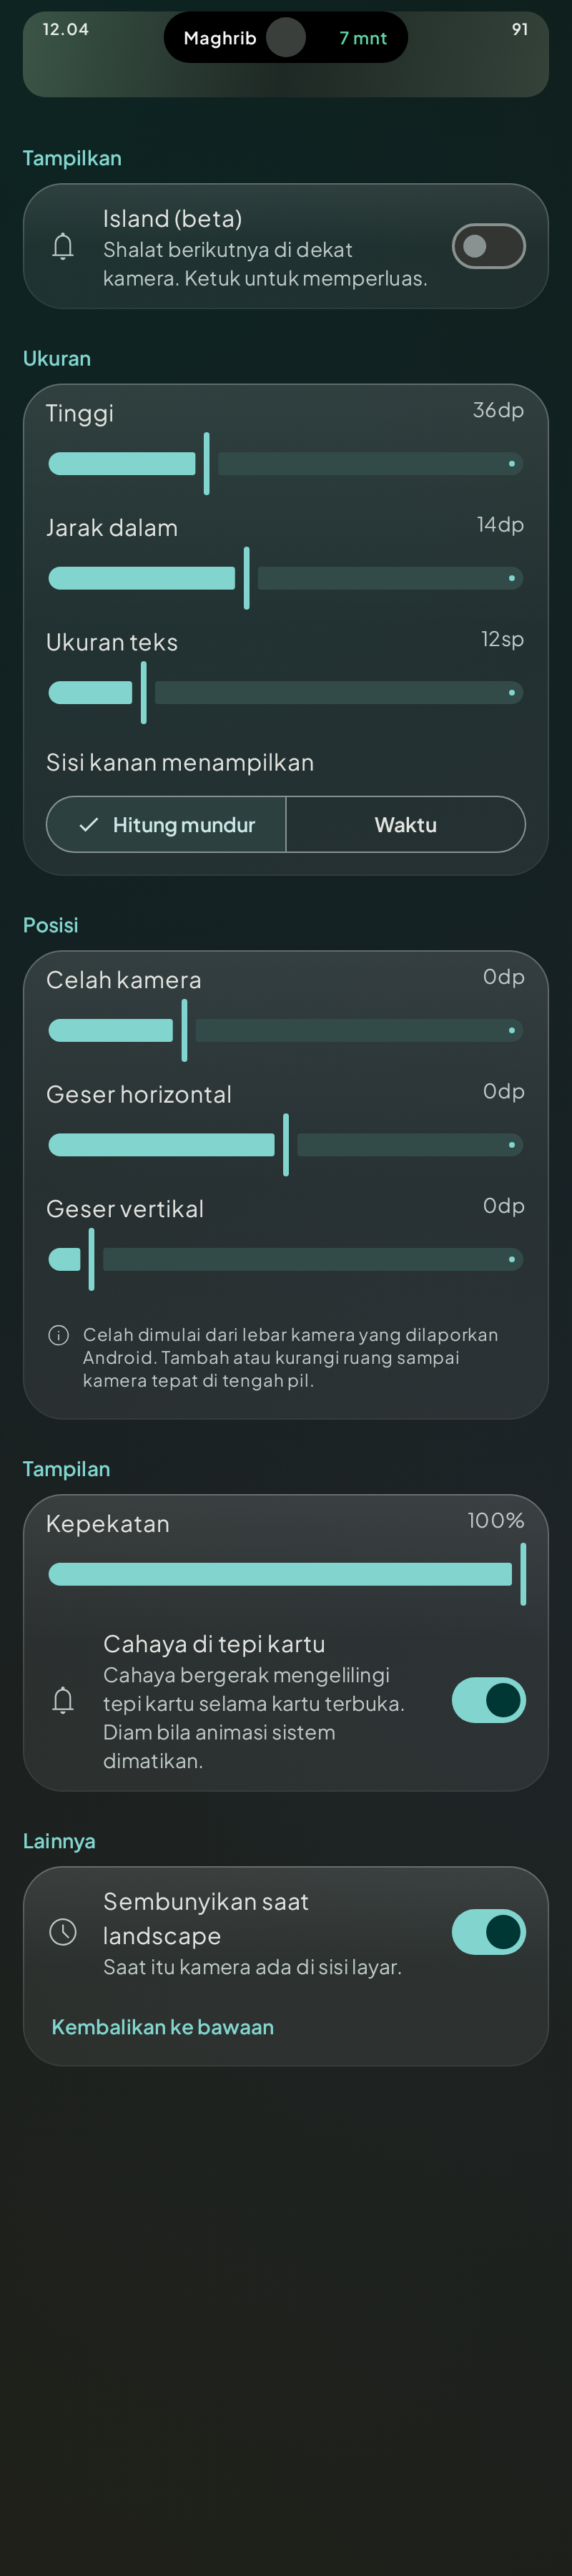 12.04
Maghrib
7 mnt
91
Tampilkan
Island (beta)
Shalat berikutnya di dekat
kamera. Ketuk untuk memperluas.
Ukuran
Tinggi
36dp
Jarak dalam
14dp
Ukuran teks
12sp
Sisi kanan menampilkan
Hitung mundur
Waktu
Posisi
Celah kamera
0dp
Geser horizontal
0dp
Geser vertikal
0dp
Celah dimulai dari lebar kamera yang dilaporkan
Android. Tambah atau kurangi ruang sampai
kamera tepat di tengah pil.
Tampilan
Kepekatan
100%
Cahaya di tepi kartu
Cahaya bergerak mengelilingi
tepi kartu selama kartu terbuka.
Diam bila animasi sistem
dimatikan.
Lainnya
Sembunyikan saat
landscape
Saat itu kamera ada di sisi layar.
Kembalikan ke bawaan